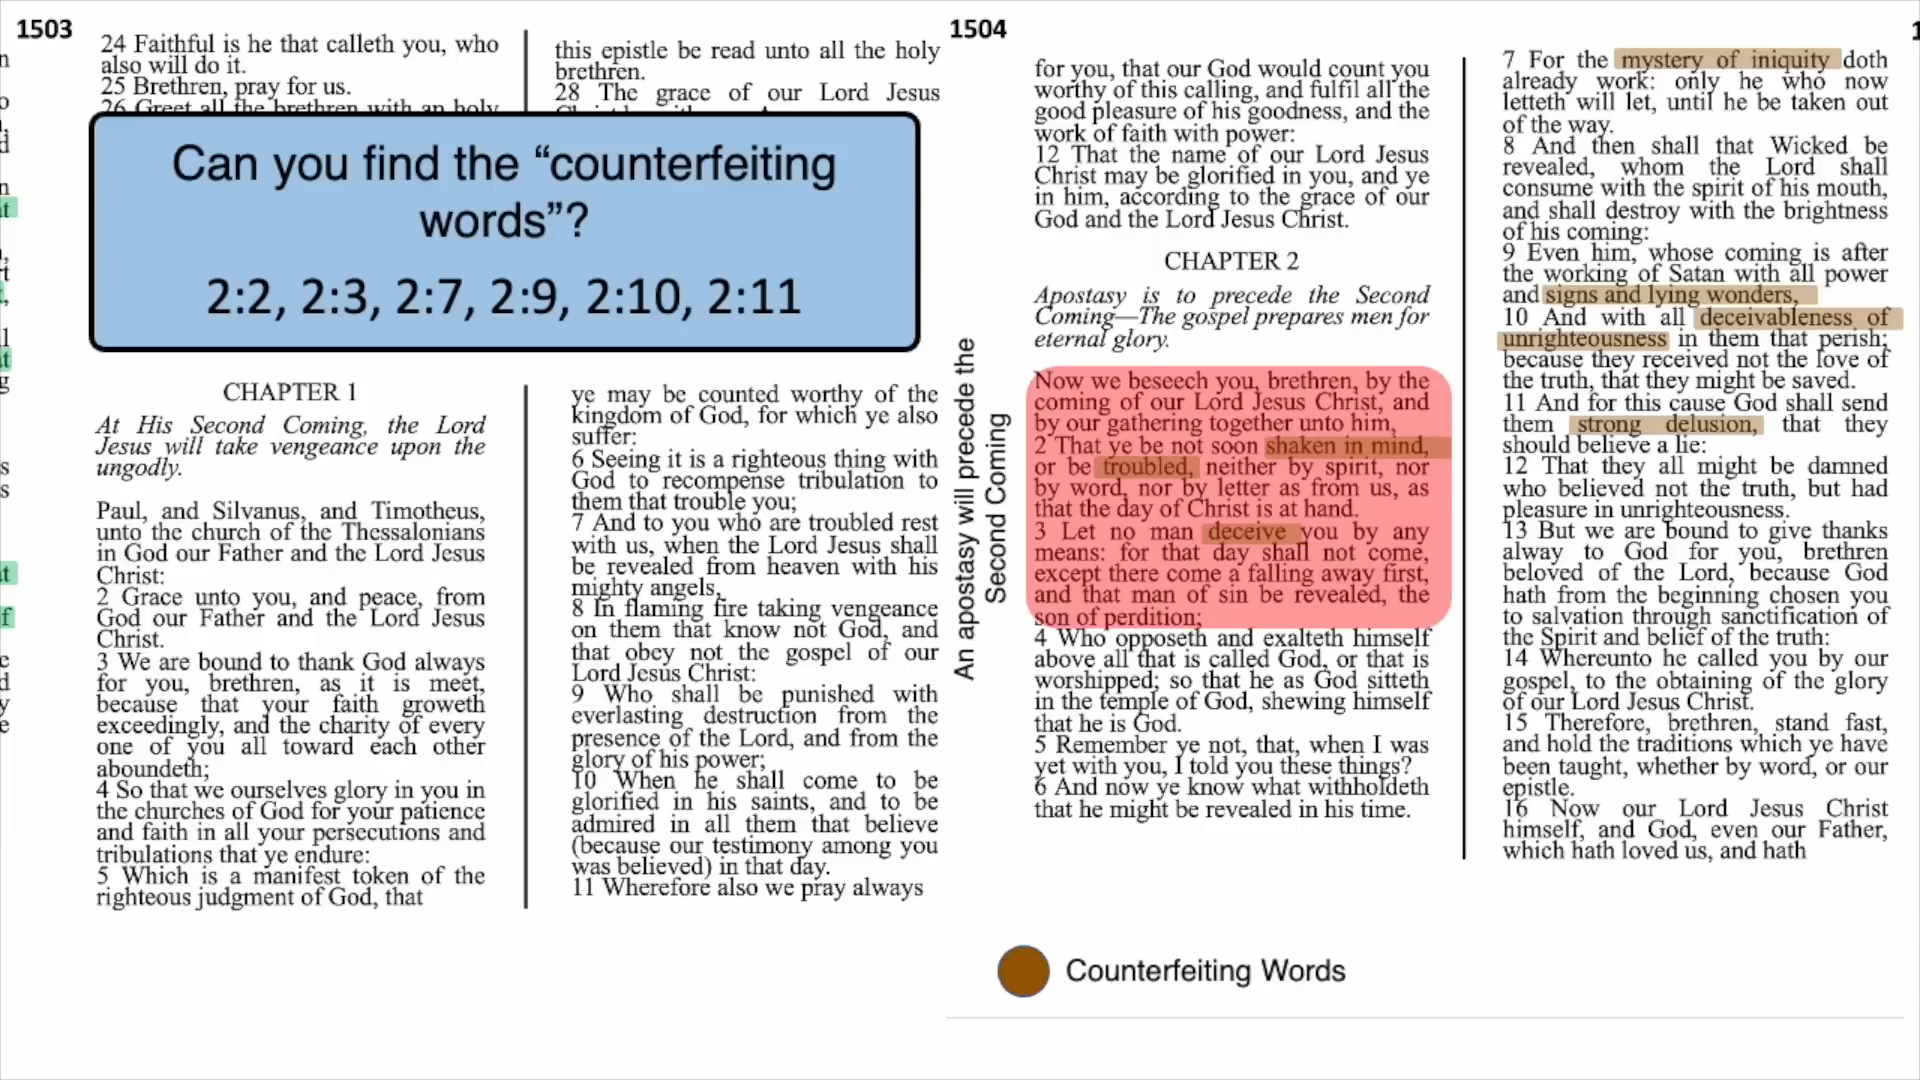 1503
24 Faithful is he that calleth you, who
also will do it.
25 Brethren, pray for us.
26 Greet all the brethren with an holy
this epistle be read unto all the holy
brethren.
28 The grace of our Lord Jesus
Can you find the “counterfeiting
words”?
2:2, 2:3, 2:7, 2:9, 2:10, 2:11
CHAPTER 1
At His Second Coming, the Lord
Jesus will take vengeance upon the
ungodly.
Paul, and Silvanus, and Timotheus,
unto the church of the Thessalonians
in God our Father and the Lord Jesus
Christ:
2 Grace unto you, and peace, from
God our Father and the Lord Jesus
Christ.
3 We are bound to thank God always
for you, brethren, as it is meet,
because that your faith groweth
exceedingly, and the charity of every
one of you all toward each other
aboundeth;
4 So that we ourselves glory in you in
the churches of God for your patience
and faith in all your persecutions and
tribulations that ye endure:
5 Which is a manifest token of the
righteous judgment of God, that
ye may be counted worthy of the
kingdom of God, for which ye also
suffer:
6 Seeing it is a righteous thing with
God to recompense tribulation to
them that trouble you;
7 And to you who are troubled rest
with us, when the Lord Jesus shall
be revealed from heaven with his
mighty angels,
8 In flaming fire taking vengeance
on them that know not God, and
that obey not the gospel of our
Lord Jesus Christ:
9 Who shall be punished with
everlasting destruction from the
presence of the Lord, and from the
glory of his power;
10 When he shall come to be
glorified in his saints, and to be
admired in all them that believe
(because our testimony among you
was believed) in that day.
11 Wherefore also we pray always
1504
An apostasy will precede the
Second Coming
for you, that our God would count you
worthy of this calling, and fulfil all the
good pleasure of his goodness, and the
work of faith with power:
12 That the name of our Lord Jesus
Christ may be glorified in you, and ye
in him, according to the grace of our
God and the Lord Jesus Christ.
CHAPTER 2
Apostasy is to precede the Second
Coming—The gospel prepares men for
eternal glory.
Now we beseech you, brethren, by the
coming of our Lord Jesus Christ, and
by our gathering together unto him,
2 That ye be not soon shaken in mind,
or be troubled, neither by spirit, nor
by word, nor by letter as from us, as
that the day of Christ is at hand.
3 Let no man deceive you by any
means: for that day shall not come,
except there come a falling away first,
and that man of sin be revealed, the
son of perdition;
4 Who opposeth and exalteth himself
above all that is called God, or that is
worshipped; so that he as God sitteth
in the temple of God, shewing himself
that he is God.
5 Remember ye not, that, when I was
yet with you, I told you these things?
6 And now ye know what withholdeth
that he might be revealed in his time.
7 For the mystery of iniquity doth
already work: only he who now
letteth will let, until he be taken out
of the way.
8 And then shall that Wicked be
revealed, whom the Lord shall
consume with the spirit of his mouth,
and shall destroy with the brightness
of his coming:
9 Even him, whose coming is after
the working of Satan with all power
and signs and lying wonders,
10 And with all deceivableness of
unrighteousness in them that perish;
because they received not the love of
the truth, that they might be saved.
11 And for this cause God shall send
them strong delusion, that they
should believe a lie:
12 That they all might be damned
who believed not the truth, but had
pleasure in unrighteousness.
13 But we are bound to give thanks
alway to God for you, brethren
beloved of the Lord, because God
hath from the beginning chosen you
to salvation through sanctification of
the Spirit and belief of the truth:
14 Whereunto he called you by our
gospel, to the obtaining of the glory
of our Lord Jesus Christ.
15 Therefore, brethren, stand fast,
and hold the traditions which ye have
been taught, whether by word, or our
epistle.
16 Now our Lord Jesus Christ
himself, and God, even our Father,
which hath loved us, and hath
Counterfeiting Words